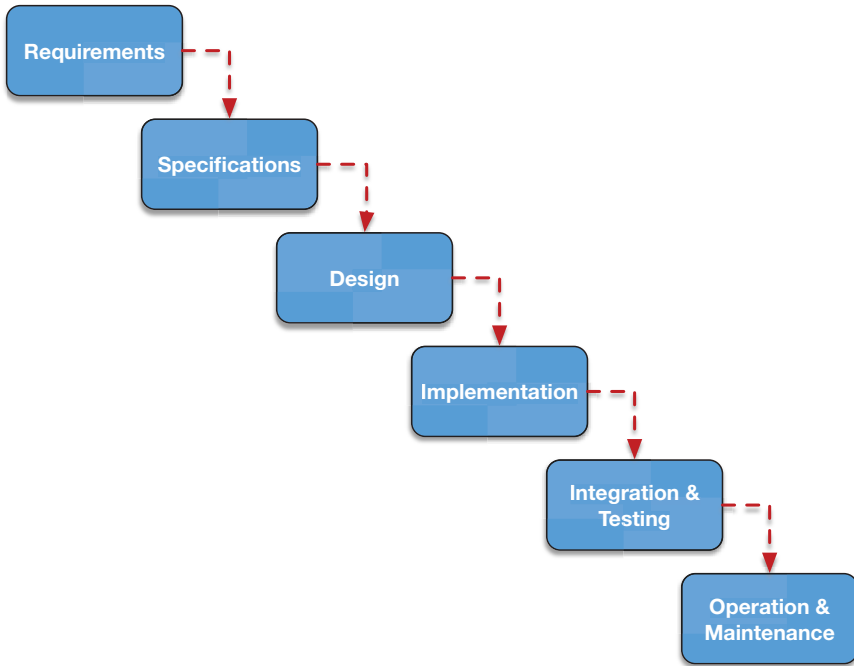 Requirements
Specifications
Design
Implementation
Integration &
Testing
Operation &
Maintenance